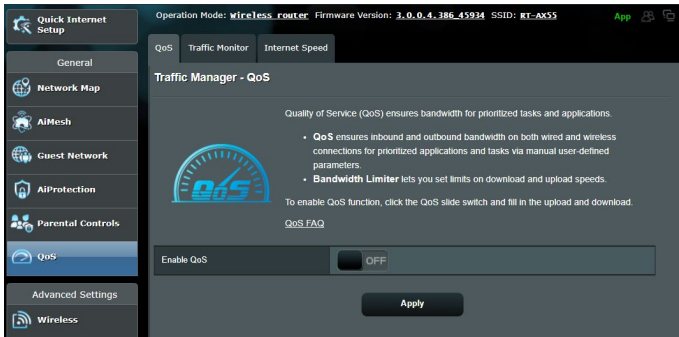 Quick Internet
Setup
Operation Mode: Wireless router Firmware Version: 3.0.0.4.386_45934 SSID: RT-AX55
App
QoS Traffic Monitor Internet Speed
General
Network Map
AiMesh
Guest Network
AiProtection
Parental Controls
QoS
Advanced Settings
Wireless
Traffic Manager - QoS
QoS
Quality of Service (QoS) ensures bandwidth for prioritized tasks and applications.
• QoS ensures inbound and outbound bandwidth on both wired and wireless
connections for prioritized applications and tasks via manual user-defined
parameters.
• Bandwidth Limiter lets you set limits on download and upload speeds.
To enable QoS function, click the QoS slide switch and fill in the upload and download.
QoS FAQ
Enable QoS OFF
Apply